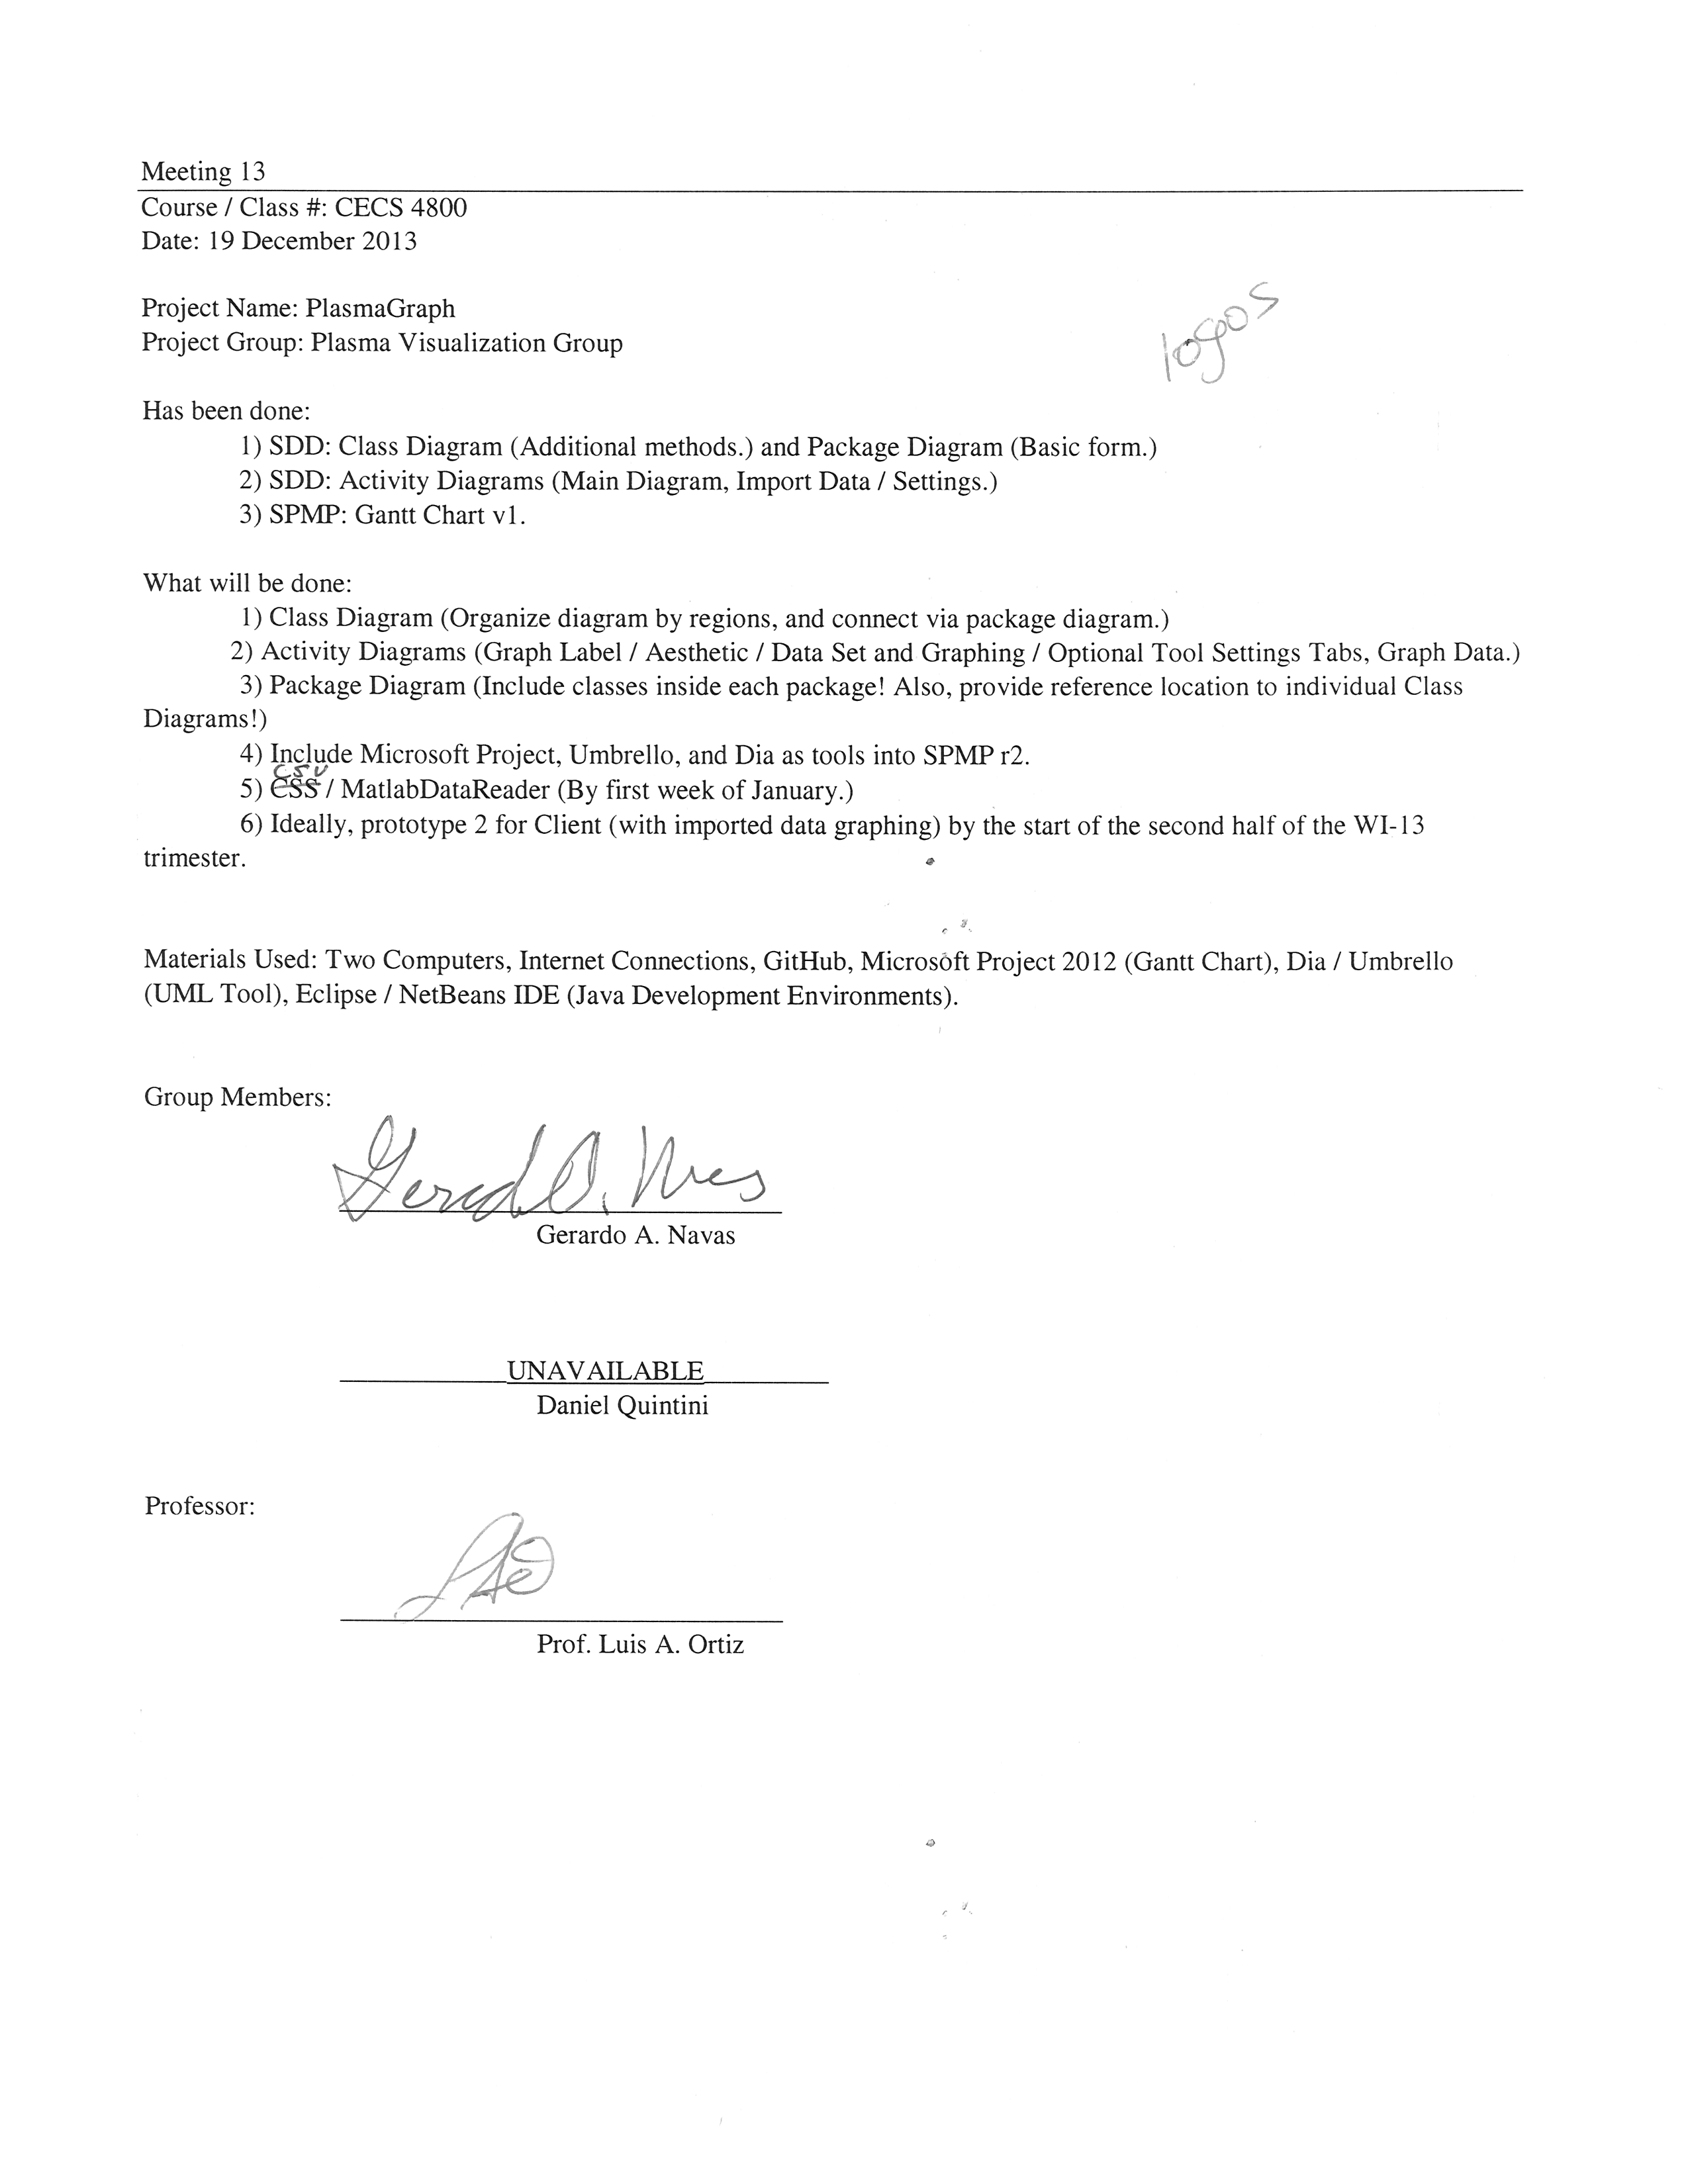 Meeting 13
Course / Class #: CECS 4800
Date: 19 December 2013
Project Name: PlasmaGraph
logos
Project Group: Plasma Visualization Group
Has been done:
1) SDD: Class Diagram (Additional methods.) and Package Diagram (Basic form.)
2) SDD: Activity Diagrams (Main Diagram, Import Data / Settings.)
3) SPMP: Gantt Chart v1.
What will be done:
1) Class Diagram (Organize diagram by regions, and connect via package diagram.)
2) Activity Diagrams (Graph Label / Aesthetic / Data Set and Graphing / Optional Tool Settings Tabs, Graph Data.)
3) Package Diagram (Include classes inside each package! Also, provide reference location to individual Class
Diagrams!)
4) Include Microsoft Project, Umbrello, and Dia as tools into SPMP r2.
CSV
5) CSS / MatlabDataReader (By first week of January.)
6) Ideally, prototype 2 for Client (with imported data graphing) by the start of the second half of the WI-13
trimester.
Materials Used: Two Computers, Internet Connections, GitHub, Microsoft Project 2012 (Gantt Chart), Dia / Umbrello
(UML Tool), Eclipse / NetBeans IDE (Java Development Environments).
Group Members:
Gerardo A. Navas
UNAVAILABLE
Daniel Quintini
Professor:
Prof. Luis A. Ortiz